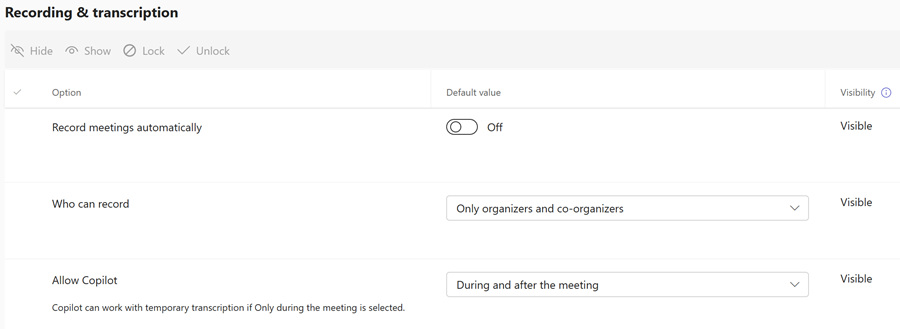 Recording & transcription
Hide Show Lock Unlock
Option Default value Visibility
Record meetings automatically Off Visible
Who can record Only organizers and co-organizers Visible
Allow Copilot During and after the meeting Visible
Copilot can work with temporary transcription if Only during the meeting is selected.